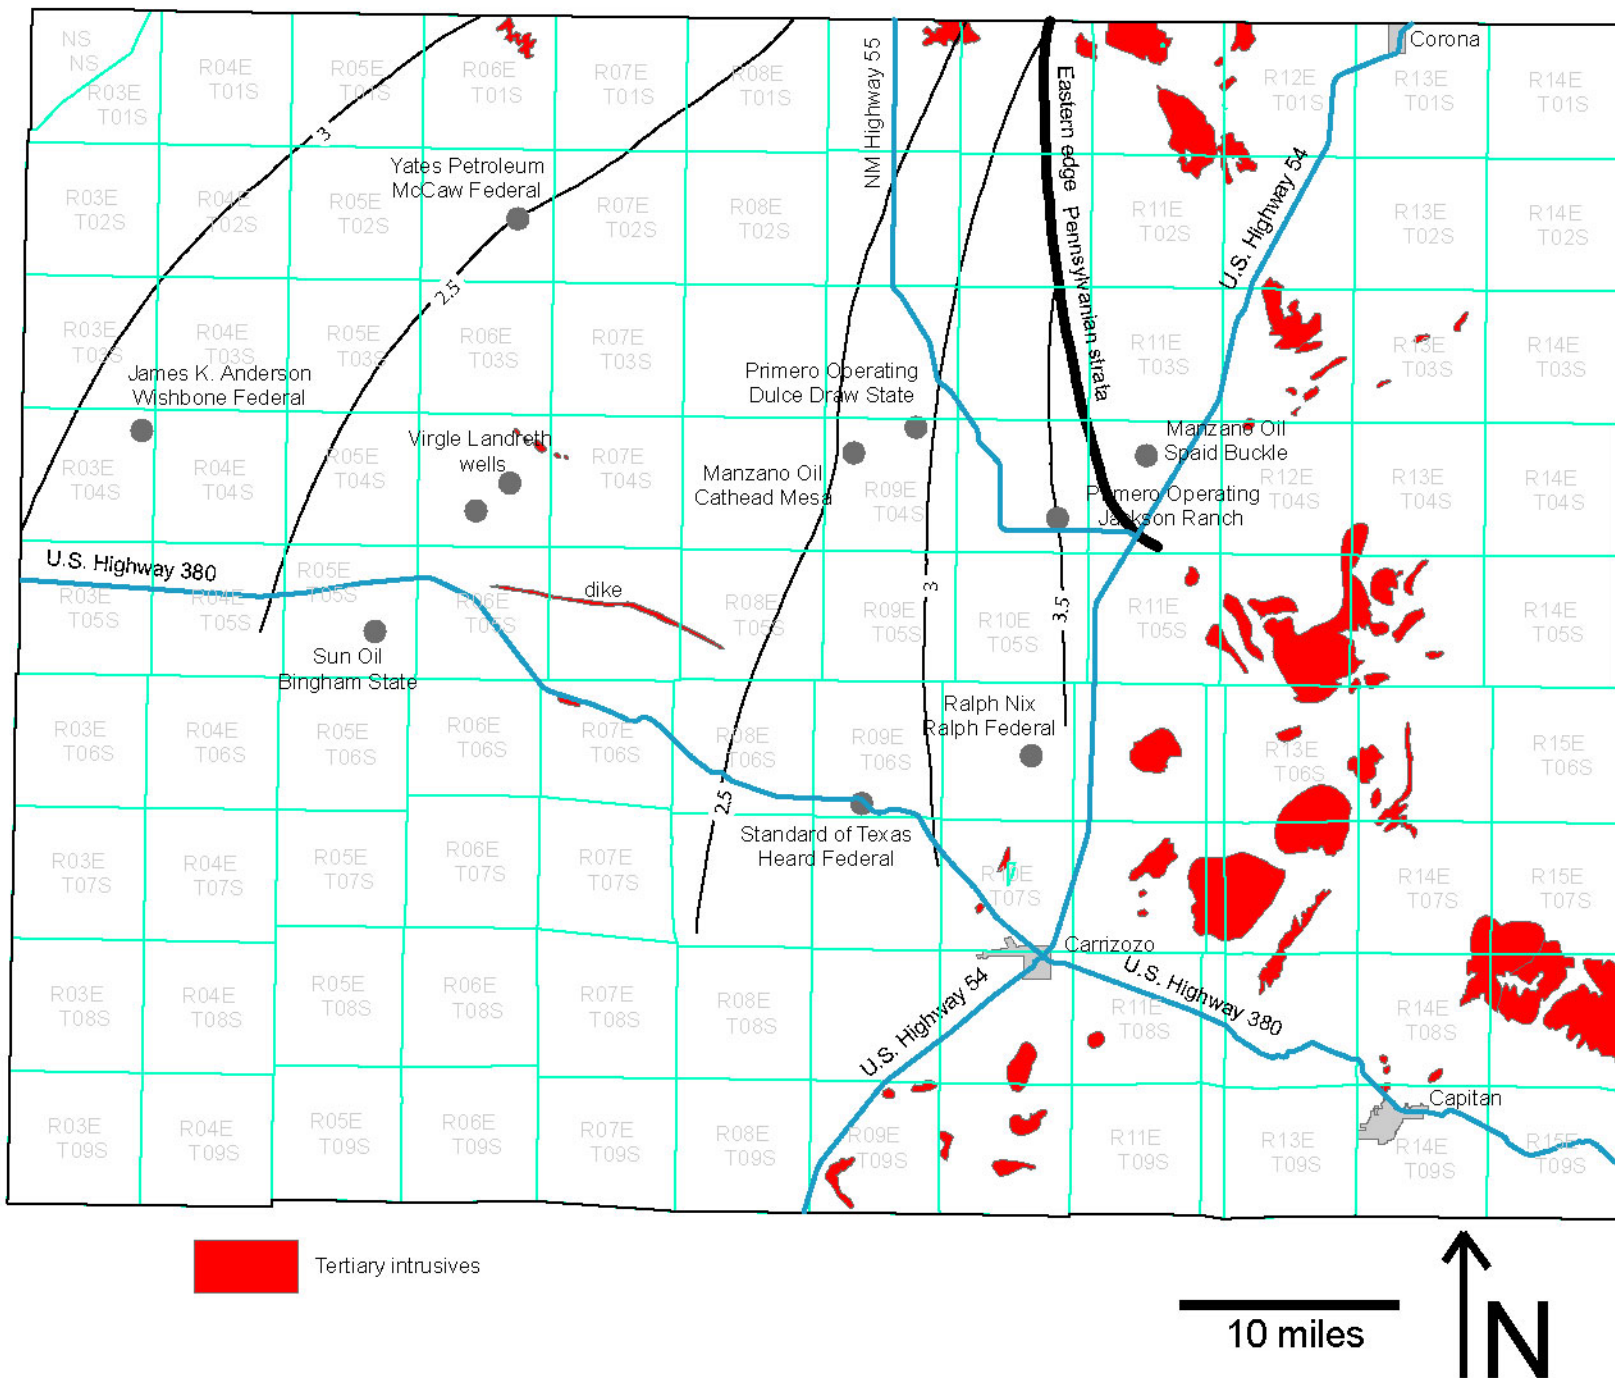 NS
NS
R03E
T01S
R04E
T01S
R05E
T01S
R06E
T01S
R07E
T01S
R08E
T01S
NM Highway 55
Eastern edge Pennsylvanian strata
R12E
T01S
Corona
R13E
T01S
R14E
T01S
3
Yates Petroleum
McCaw Federal
R03E
T02S
R04E
T02S
R05E
T02S
R07E
T02S
R08E
T02S
R11E
T02S
U.S. Highway 54
R13E
T02S
R14E
T02S
2.5
R03E
T03S
R04E
T03S
R05E
T03S
R06E
T03S
R07E
T03S
R11E
T03S
R13E
T03S
R14E
T03S
James K. Anderson
Wishbone Federal
Primero Operating
Dulce Draw State
Virgle Landreth
wells
Manzano Oil
Spaid Buckle
Manzano Oil
Cathead Mesa
Primero Operating
Jackson Ranch
R03E
T04S
R04E
T04S
R05E
T04S
R07E
T04S
R09E
T04S
R12E
T04S
R13E
T04S
R14E
T04S
U.S. Highway 380
dike
3
3.5
R03E
T05S
R04E
T05S
R05E
T05S
R06E
T05S
R08E
T05S
R09E
T05S
R10E
T05S
R11E
T05S
R14E
T05S
Sun Oil
Bingham State
Ralph Nix
Ralph Federal
R03E
T06S
R04E
T06S
R05E
T06S
R06E
T06S
R07E
T06S
R08E
T06S
R09E
T06S
R13E
T06S
R15E
T06S
2.5
Standard of Texas
Heard Federal
R03E
T07S
R04E
T07S
R05E
T07S
R06E
T07S
R07E
T07S
R10E
T07S
R14E
T07S
R15E
T07S
Carrizozo
U.S. Highway 54
U.S. Highway 380
R03E
T08S
R04E
T08S
R05E
T08S
R06E
T08S
R07E
T08S
R08E
T08S
R11E
T08S
R14E
T08S
Capitan
R03E
T09S
R04E
T09S
R05E
T09S
R06E
T09S
R07E
T09S
R08E
T09S
R09E
T09S
R11E
T09S
R13E
T09S
R14E
T09S
R15E
T09S
Tertiary intrusives
10 miles
N